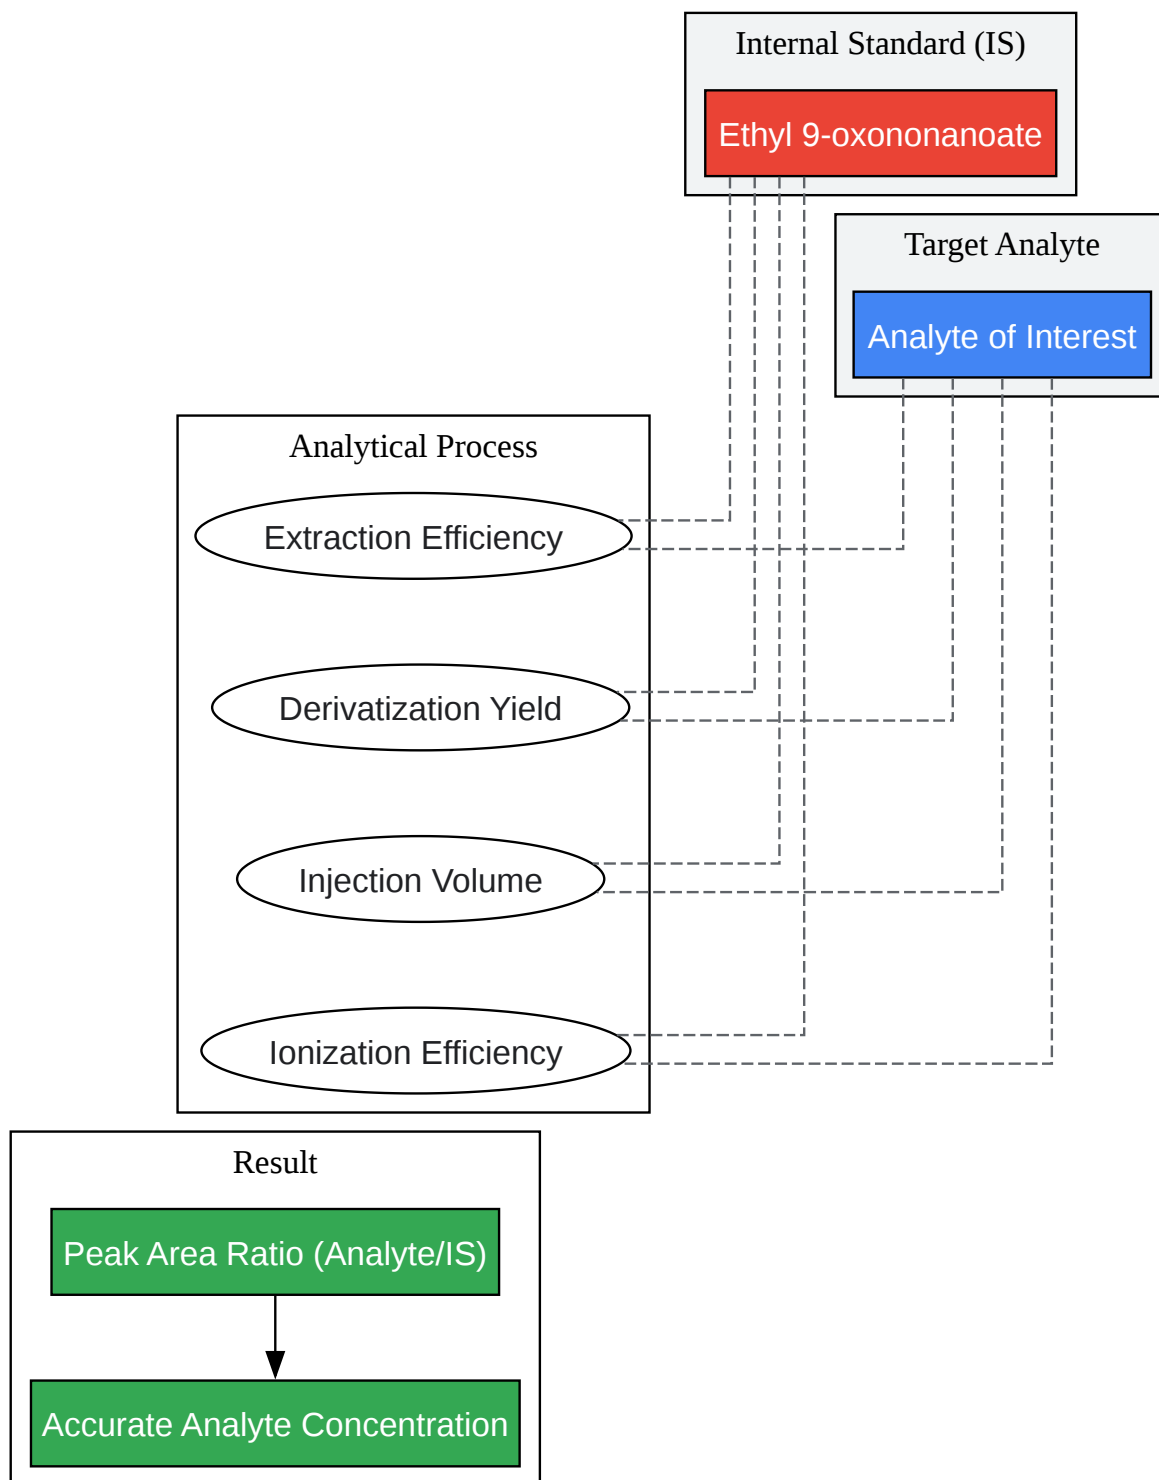 Internal Standard (IS)
Ethyl 9-oxononanoate
Target Analyte
Analyte of Interest
Analytical Process
Extraction Efficiency
Derivatization Yield
Injection Volume
Ionization Efficiency
Result
Peak Area Ratio (Analyte/IS)
Accurate Analyte Concentration